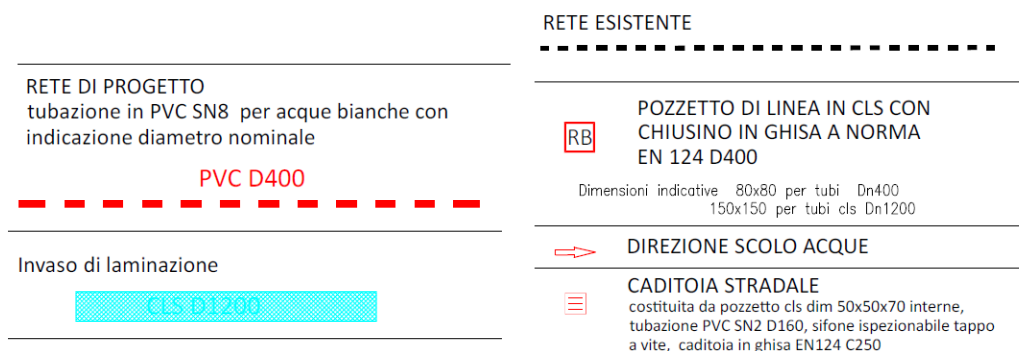 RETE DI PROGETTO
tubazione in PVC SN8 per acque bianche con
indicazione diametro nominale
PVC D400
Invaso di laminazione
CLS D1200
RETE ESISTENTE
RB
POZZETTO DI LINEA IN CLS CON
CHIUSINO IN GHISA A NORMA
EN 124 D400
Dimensioni indicative 80x80 per tubi Dn400
150x150 per tubi cls Dn1200
DIREZIONE SCOLO ACQUE
CADITOIA STRADALE
costituita da pozzetto cls dim 50x50x70 interne,
tubazione PVC SN2 D160, sifone ispezionabile tappo
a vite, caditoia in ghisa EN124 C250